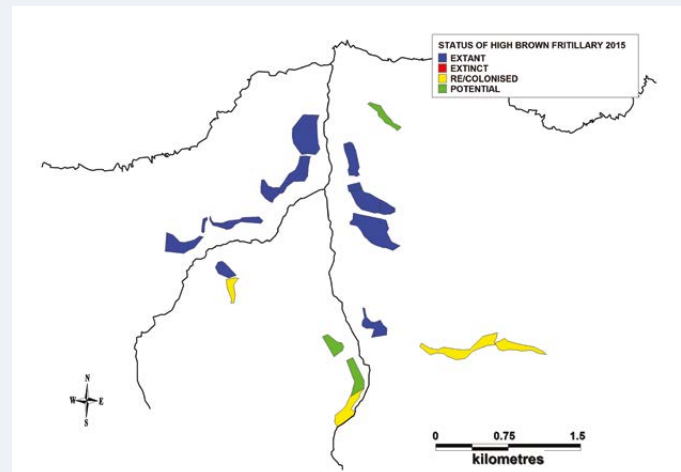 STATUS OF HIGH BROWN FRITILLARY 2015
EXTANT
EXTINCT
RE/COLONISED
POTENTIAL
N
W E
S
0 0.75 1.5
kilometres